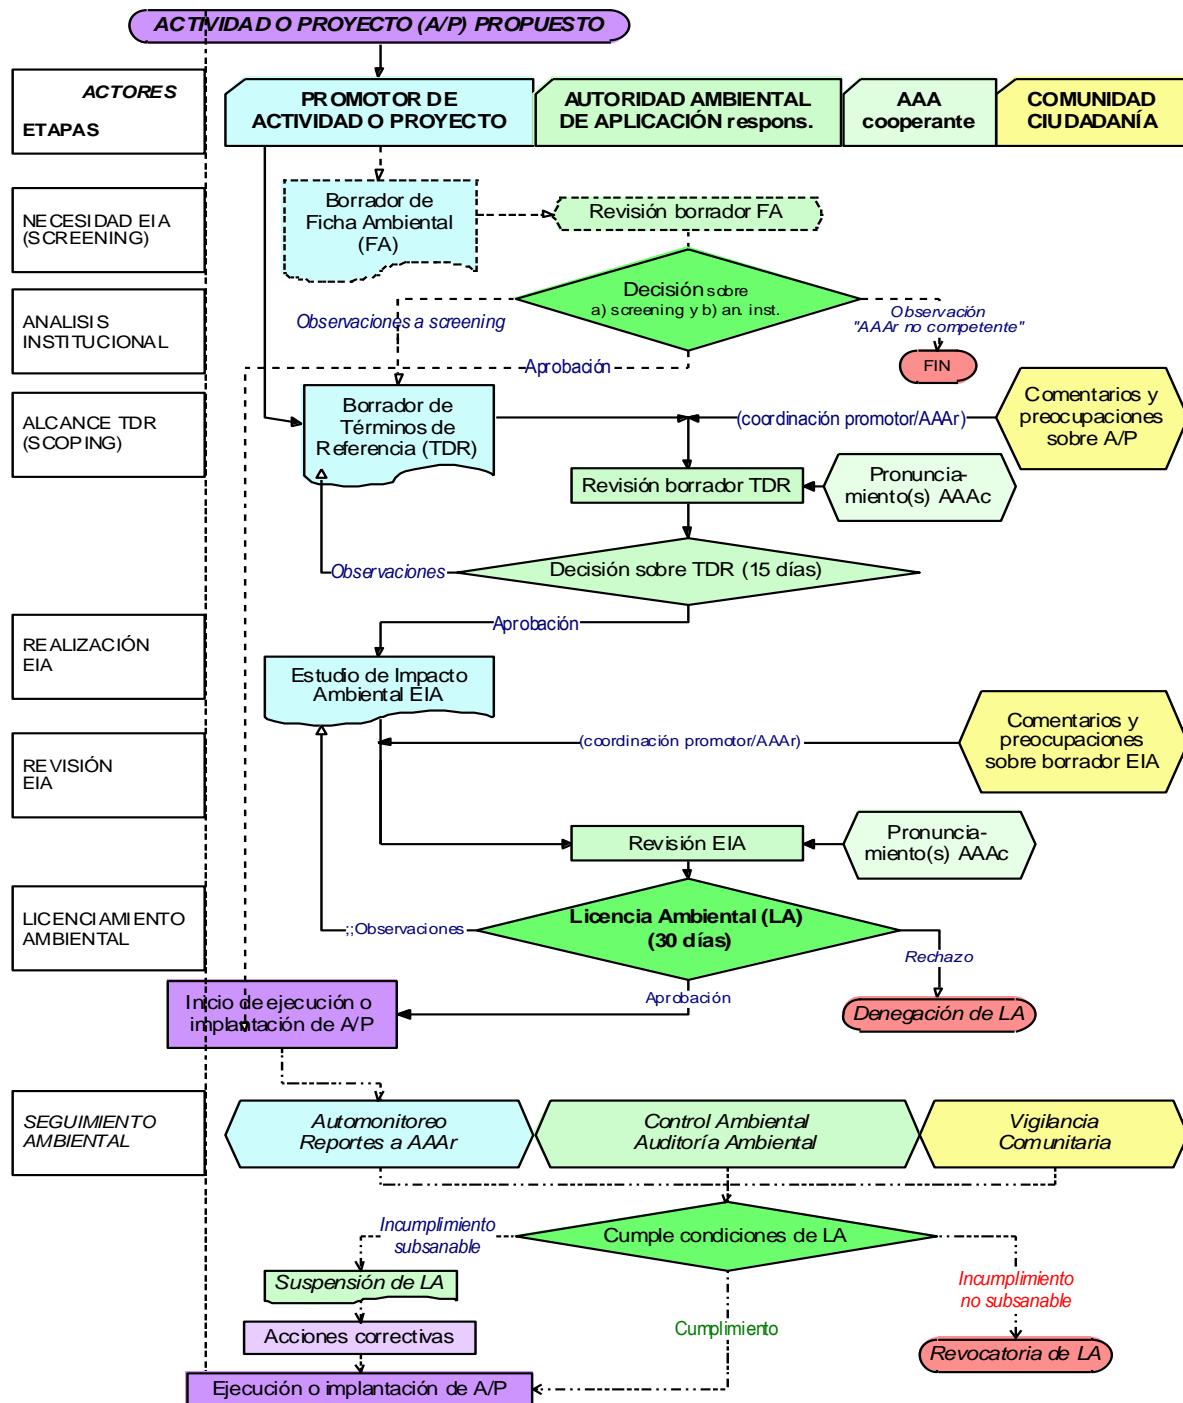 ACTIVIDAD O PROYECTO (A/P) PROPUESTO
ACTORES
ETAPAS
PROMOTOR DE
ACTIVIDAD O PROYECTO
AUTORIDAD AMBIENTAL
DE APLICACIÓN respons.
AAA
cooperante
COMUNIDAD
CIUDADANÍA
NECESIDAD EIA
(SCREENING)
Borrador de
Ficha Ambiental
(FA)
Revisión borrador FA
ANALISIS
INSTITUCIONAL
Decisión sobre
a) screening y b) an. inst.
Observaciones a screening
Observación
"AAAr no competente"
Aprobación
FIN
ALCANCE TDR
(SCOPING)
Borrador de
Términos de
Referencia (TDR)
(coordinación promotor/AAAr)
Comentarios y
preocupaciones
sobre A/P
Revisión borrador TDR
Pronuncia-
miento(s) AAAc
Observaciones
Decisión sobre TDR (15 días)
Aprobación
REALIZACIÓN
EIA
Estudio de Impacto
Ambiental EIA
REVISIÓN
EIA
(coordinación promotor/AAAr)
Comentarios y
preocupaciones
sobre borrador EIA
Revisión EIA
Pronuncia-
miento(s) AAAc
LICENCIAMIENTO
AMBIENTAL
;;Observaciones
Licencia Ambiental (LA)
(30 días)
Rechazo
Aprobación
Inicio de ejecución o
implantación de A/P
Denegación de LA
SEGUIMIENTO
AMBIENTAL
Automonitoreo
Reportes a AAAr
Control Ambiental
Auditoría Ambiental
Vigilancia
Comunitaria
Incumplimiento
subsanable
Cumple condiciones de LA
Suspensión de LA
Incumplimiento
no subsanable
Acciones correctivas
Cumplimiento
Revocatoria de LA
Ejecución o implantación de A/P